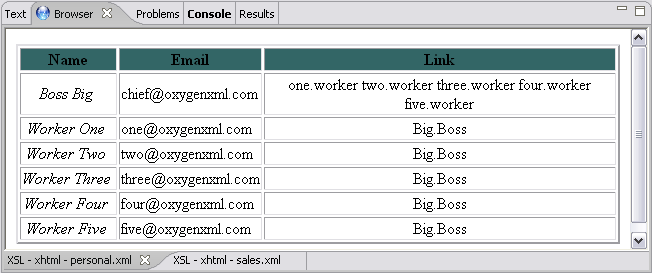 Text Browser Problems Console Results
Name Email Link
Boss Big chief@oxygenxml.com one.worker two.worker three.worker four.worker
five.worker
Worker One one@oxygenxml.com Big.Boss
Worker Two two@oxygenxml.com Big.Boss
Worker Three three@oxygenxml.com Big.Boss
Worker Four four@oxygenxml.com Big.Boss
Worker Five five@oxygenxml.com Big.Boss
XSL - xhtml - personal.xml XSL - xhtml - sales.xml